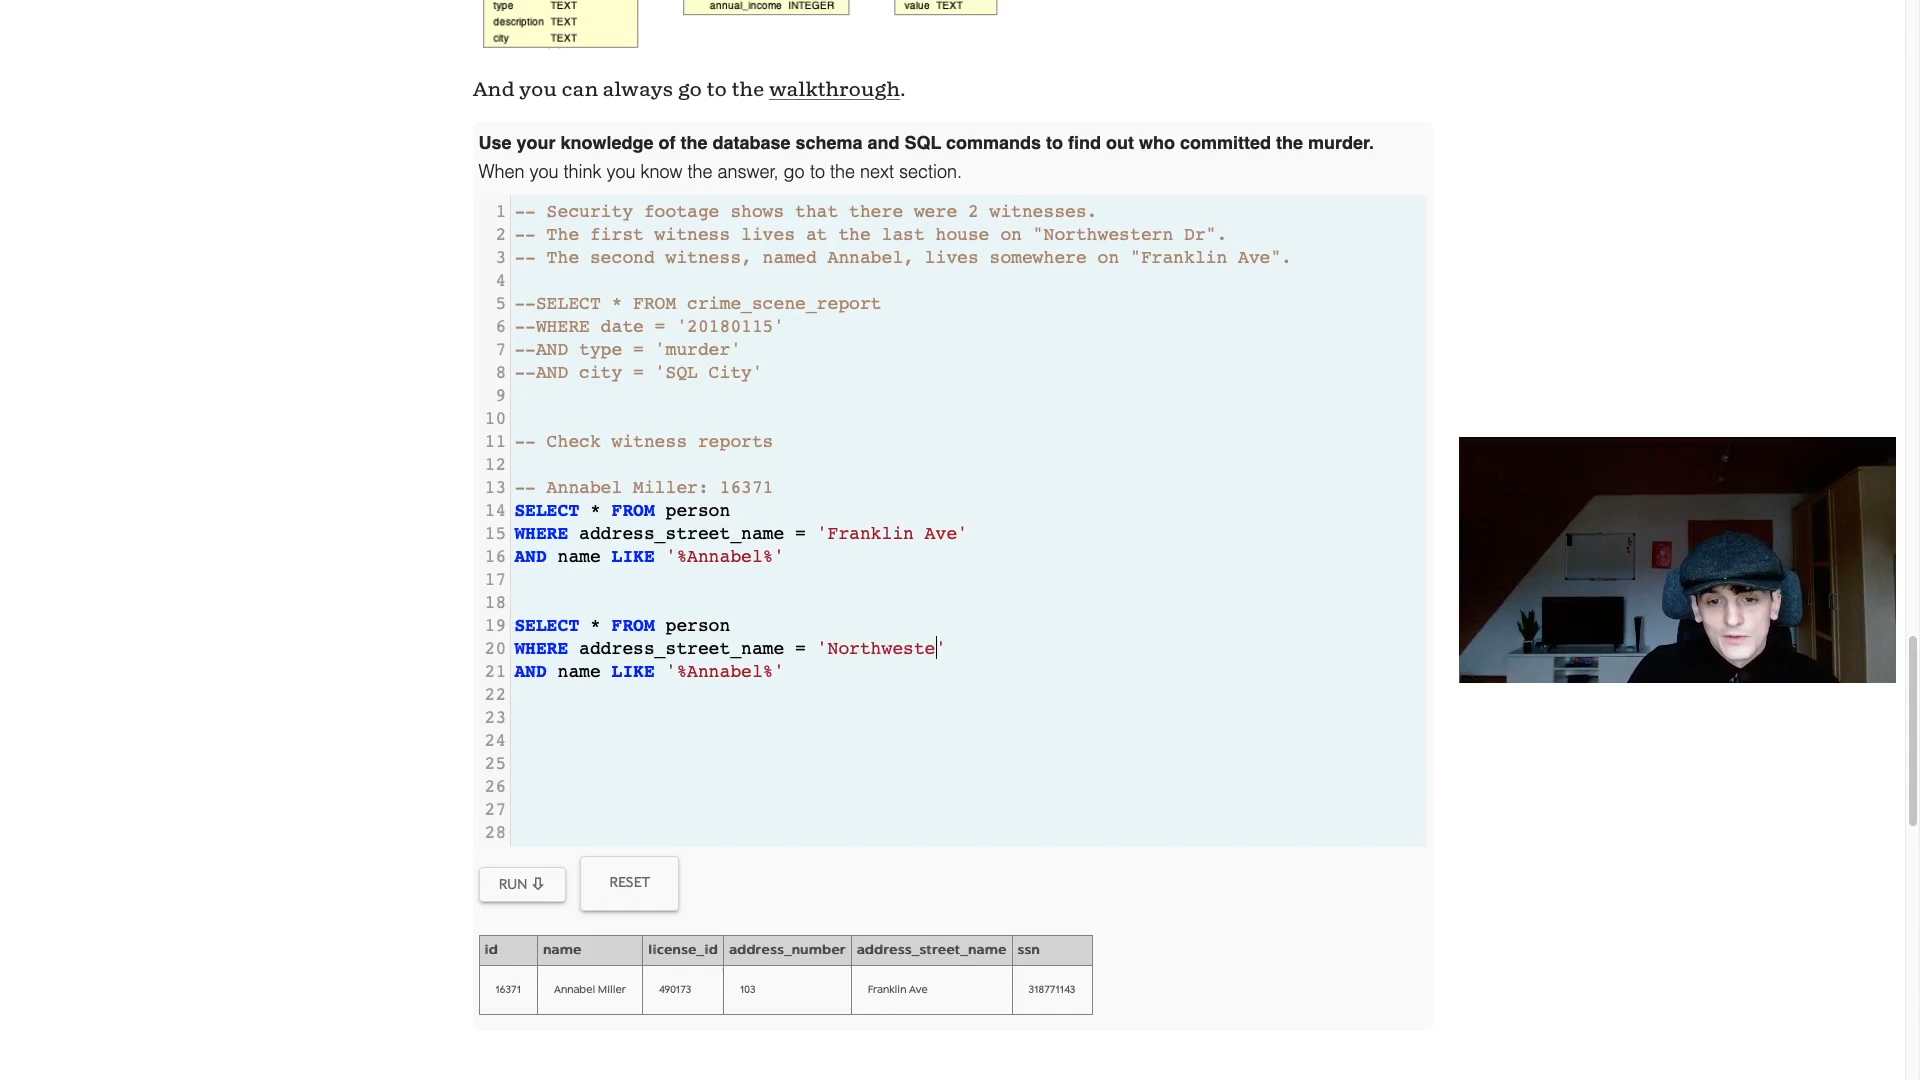 type TEXT
description TEXT
city TEXT
annual_income INTEGER
value TEXT
And you can always go to the walkthrough.
Use your knowledge of the database schema and SQL commands to find out who committed the murder.
When you think you know the answer, go to the next section.
1 -- Security footage shows that there were 2 witnesses.
2 -- The first witness lives at the last house on "Northwestern Dr".
3 -- The second witness, named Annabel, lives somewhere on "Franklin Ave".
4
5 --SELECT * FROM crime_scene_report
6 --WHERE date = '20180115'
7 --AND type = 'murder'
8 --AND city = 'SQL City'
9
10
11 -- Check witness reports
12
13 -- Annabel Miller: 16371
14 SELECT * FROM person
15 WHERE address_street_name = 'Franklin Ave'
16 AND name LIKE '%Annabel%'
17
18
19 SELECT * FROM person
20 WHERE address_street_name = 'Northweste'
21 AND name LIKE '%Annabel%'
22
23
24
25
26
27
28
RUN ⇩ RESET
id name license_id address_number address_street_name ssn
16371 Annabel Miller 490173 103 Franklin Ave 318771143